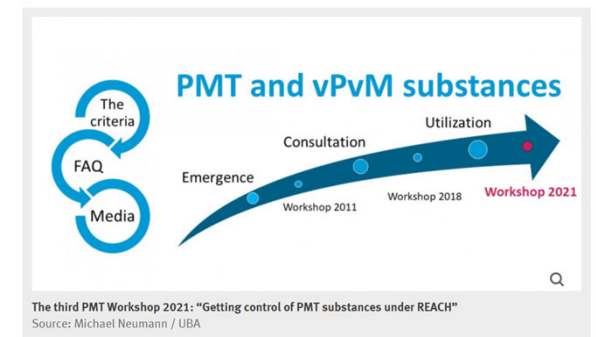 PMT and vPvM substances
The
criteria
FAQ
Media
Emergence
Consultation
Utilization
Workshop 2011
Workshop 2018
Workshop 2021
The third PMT Workshop 2021: “Getting control of PMT substances under REACH”
Source: Michael Neumann / UBA